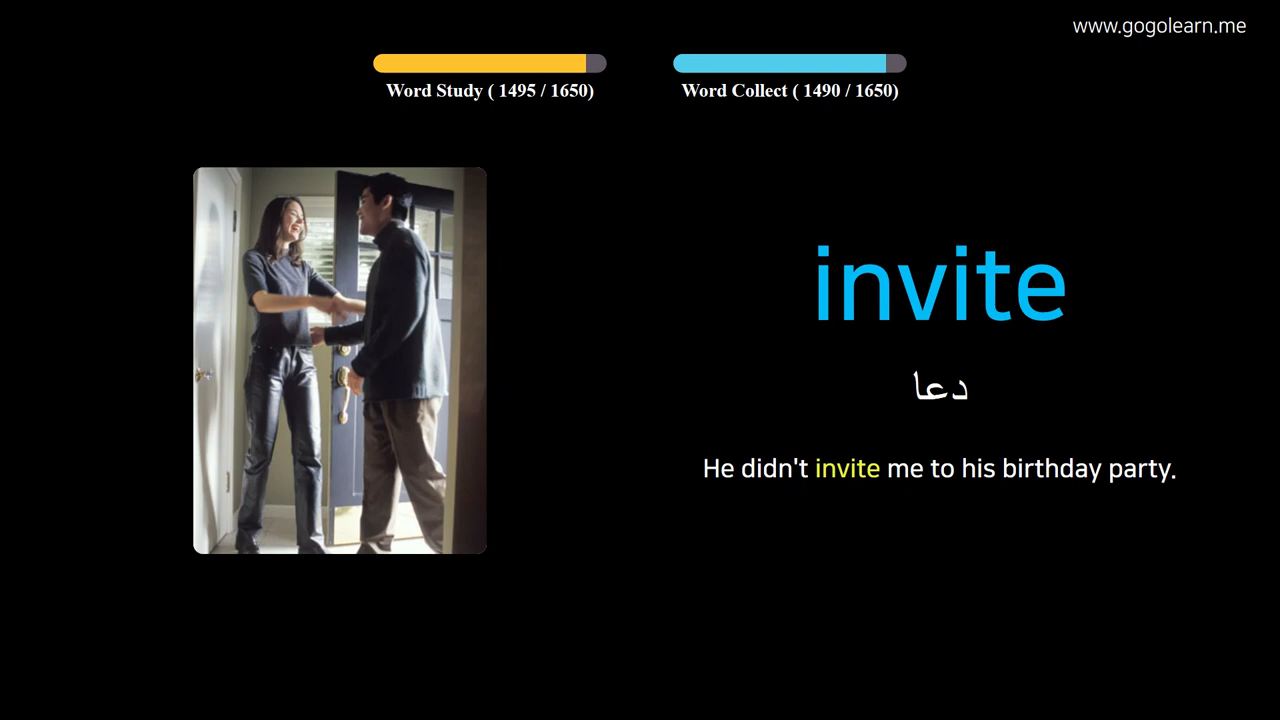 www.gogolearn.me
Word Study ( 1495 / 1650)
Word Collect ( 1490 / 1650)
invite
دعا
He didn't invite me to his birthday party.